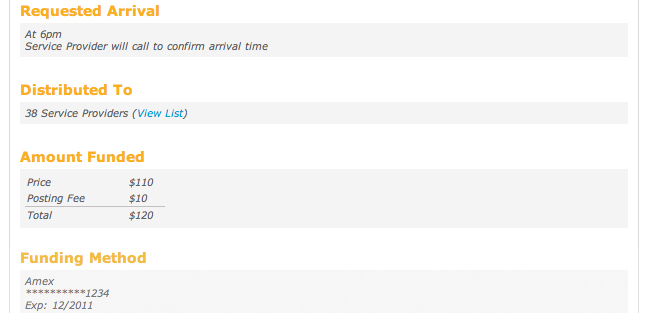 Requested Arrival
At 6pm
Service Provider will call to confirm arrival time
Distributed To
38 Service Providers (View List)
Amount Funded
Price $110
Posting Fee $10
Total $120
Funding Method
Amex
**********1234
Exp: 12/2011